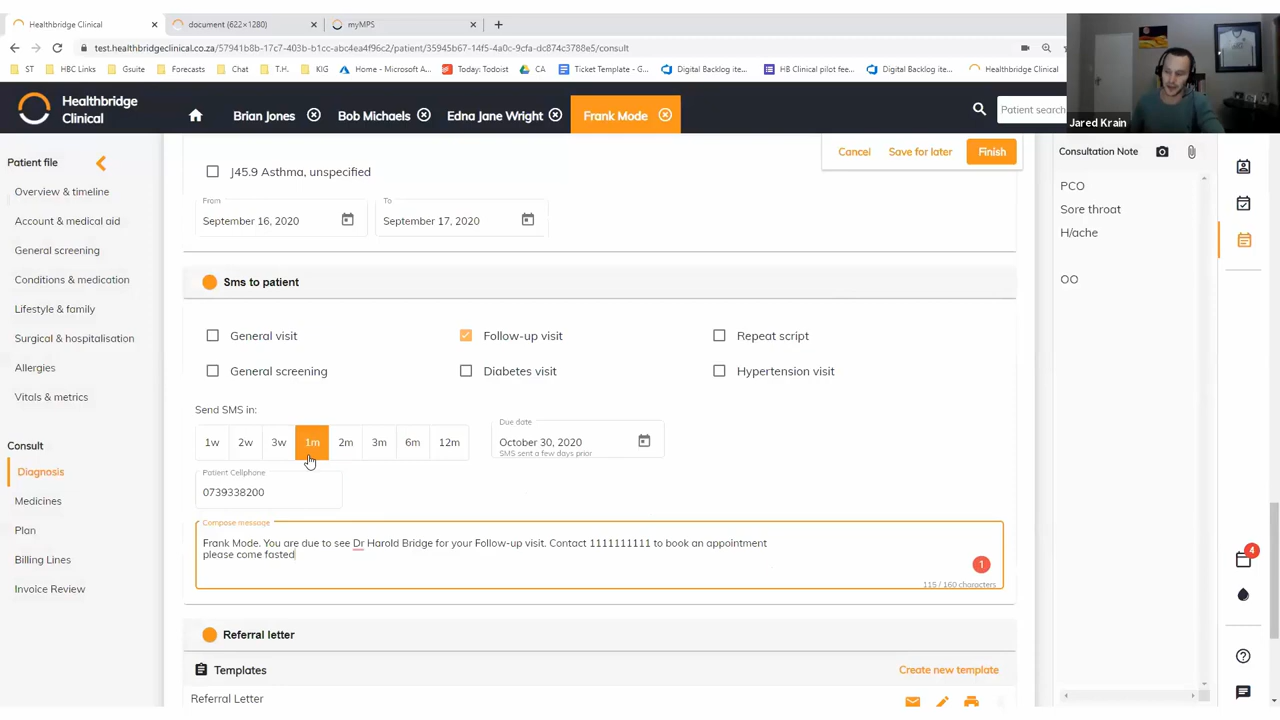 Healthbridge Clinical
document (622×1280)
myMPS
test.healthbridgeclinical.co.za/57941b8b-17c7-403b-b1cc-abc4ea4f96c2/patient/35945b67-14f5-4a0c-9cfa-dc874c3788e5/consult
ST
HBC Links
Gsuite
Forecasts
Chat
T.H.
KIG
Home - Microsoft A...
Today:Todoist
CA
Ticket Template - G...
Digital Backlog ite...
HB Clinical pilot fee...
Digital Backlog itei...
Healthbridge Clinical
Jared Krain
Healthbridge
Clinical
Brian Jones
Bob Michaels
Edna Jane Wright
Frank Mode
Patient search
Patient file
Overview & timeline
Account & medical aid
General screening
Conditions & medication
Lifestyle & family
Surgical & hospitalisation
Allergies
Vitals & metrics
Consult
Diagnosis
Medicines
Plan
Billing Lines
Invoice Review
Cancel
Save for later
Finish
J45.9 Asthma, unspecified
From
September 16, 2020
To
September 17, 2020
Sms to patient
General visit
Follow-up visit
Repeat script
General screening
Diabetes visit
Hypertension visit
Send SMS in:
1w
2w
3w
1m
2m
3m
6m
12m
Due date
October 30, 2020
SMS sent a few days prior
Patient Cellphone
0739338200
Compose message
Frank Mode. You are due to see Dr Harold Bridge for your Follow-up visit. Contact 1111111111 to book an appointment
please come fasted
1
115 / 160 characters
Referral letter
Templates
Create new template
Referral Letter
Consultation Note
PCO
Sore throat
H/ache
OO
4